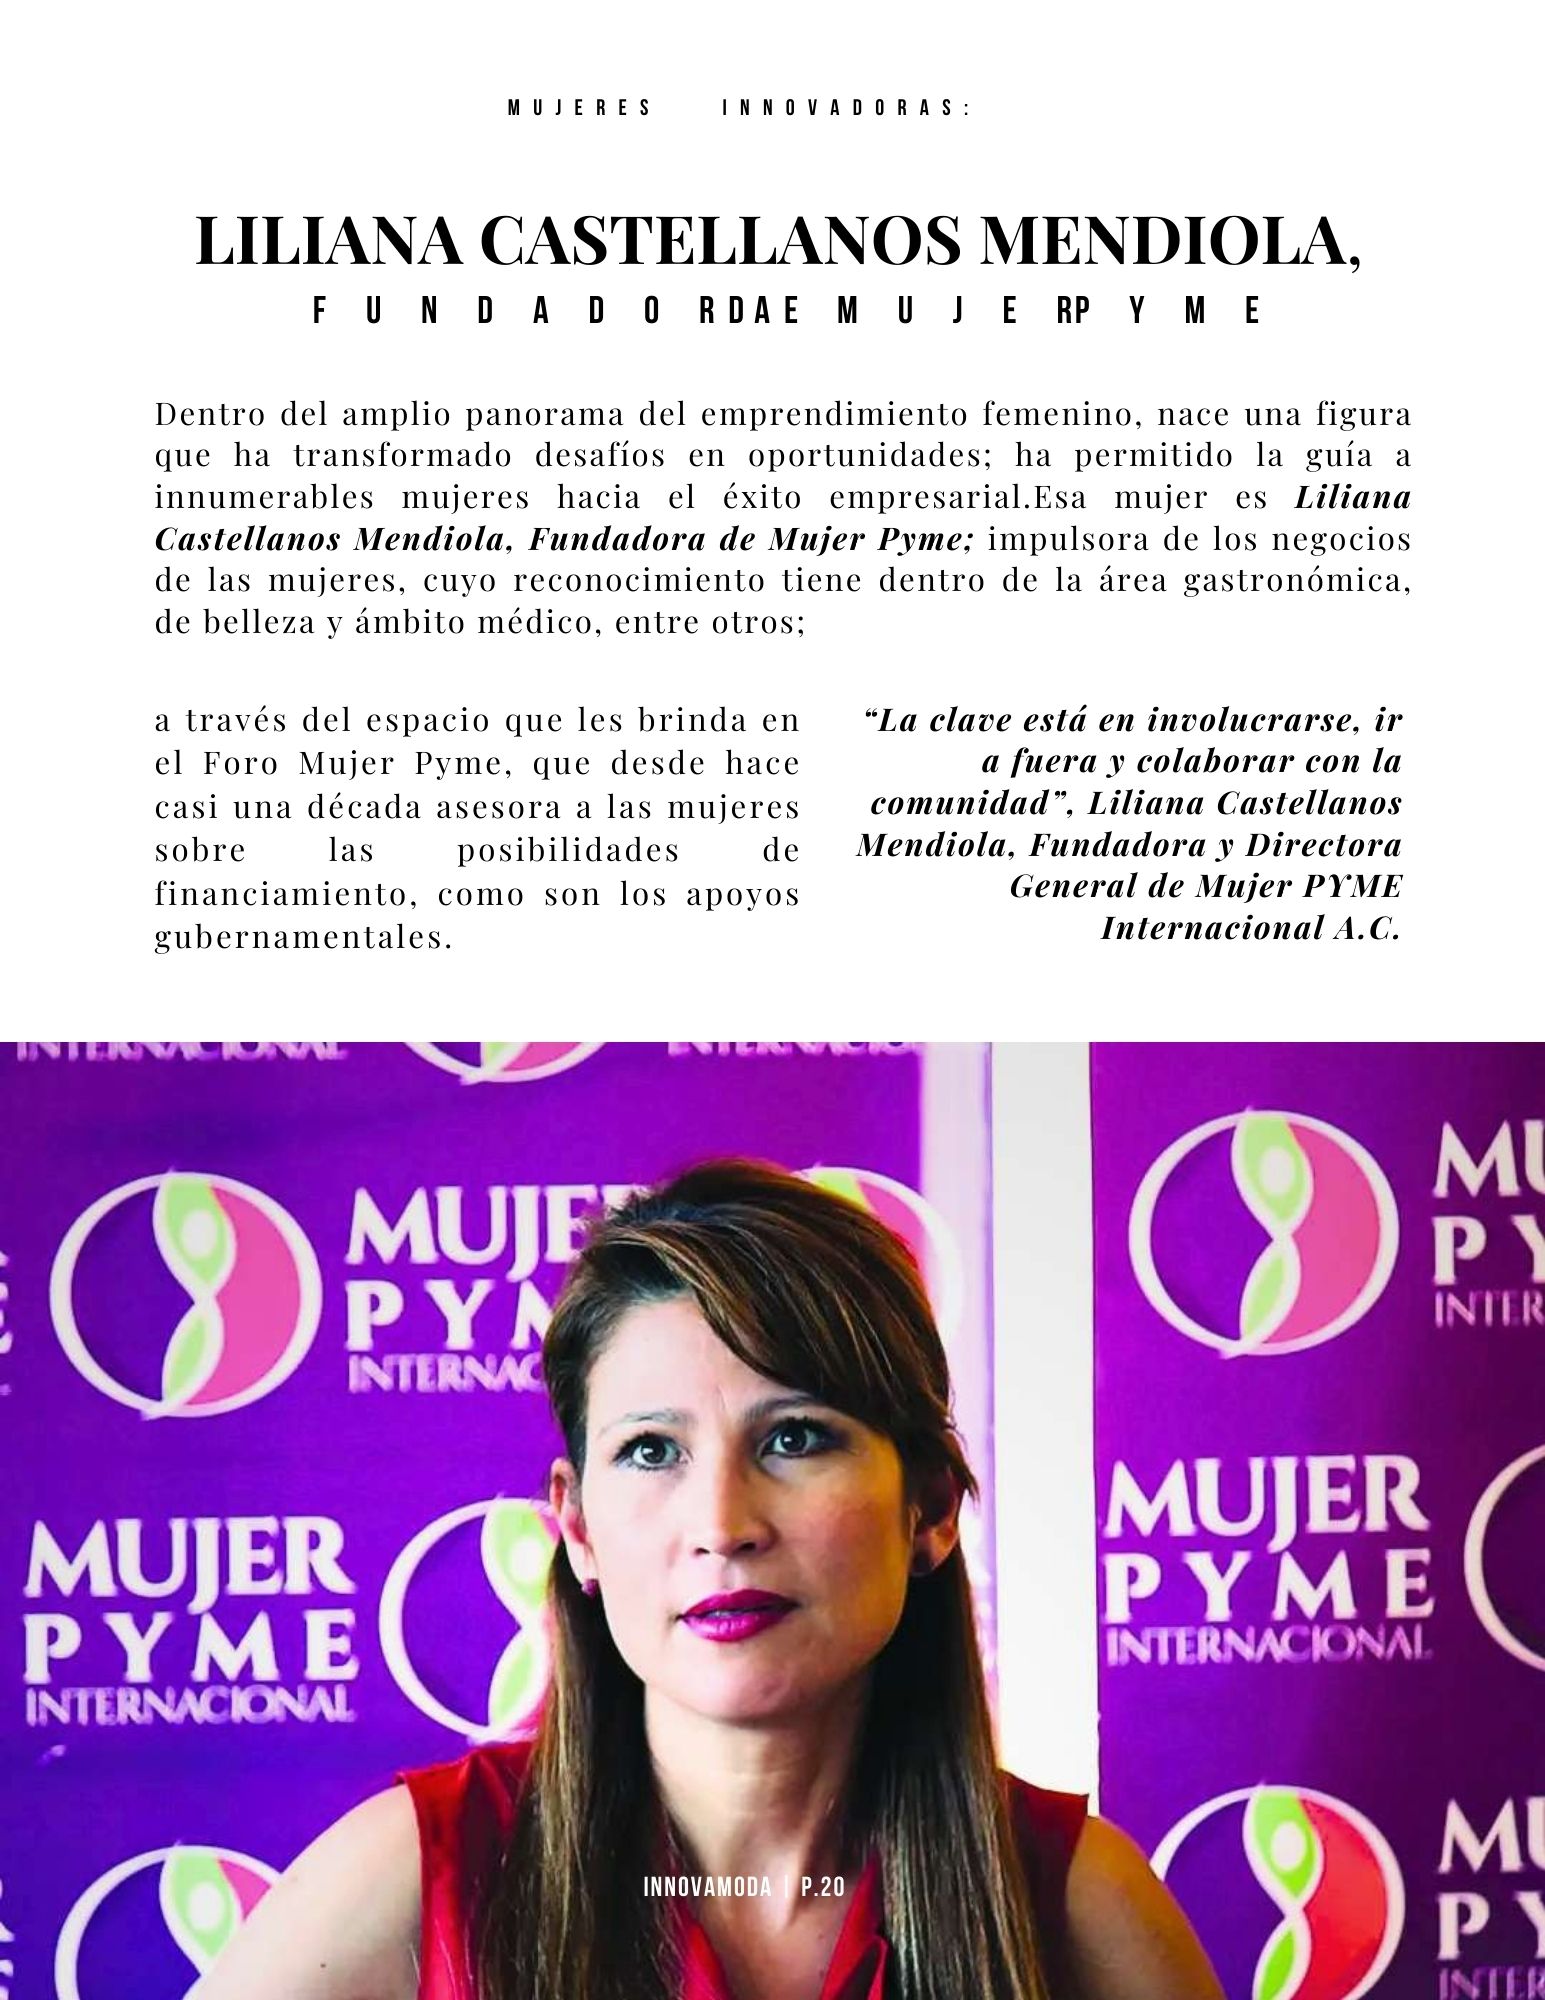 MUJERES INNOVADORAS:
LILIANA CASTELLANOS MENDIOLA,
FUNDADORA DE MUJER PYME
Dentro del amplio panorama del emprendimiento femenino, nace una figura
que ha transformado desafíos en oportunidades; ha permitido la guía a
innumerables mujeres hacia el éxito empresarial.Esa mujer es Liliana
Castellanos Mendiola, Fundadora de Mujer Pyme; impulsora de los negocios
de las mujeres, cuyo reconocimiento tiene dentro de la área gastronómica,
de belleza y ámbito médico, entre otros;
a través del espacio que les brinda en
el Foro Mujer Pyme, que desde hace
casi una década asesora a las mujeres
sobre las posibilidades de
financiamiento, como son los apoyos
gubernamentales.
“La clave está en involucrarse, ir
a fuera y colaborar con la
comunidad”, Liliana Castellanos
Mendiola, Fundadora y Directora
General de Mujer PYME
Internacional A.C.
INTERNACIONAL
INTERNACIONAL
MUJE
PYM
INTERNAC
MU
PY
INTER
MUJER
PYME
INTERNACIONAL
MUJER
PYME
INTERNACIONAL
MU
PY
INTER
INNOVAMODA | P.20